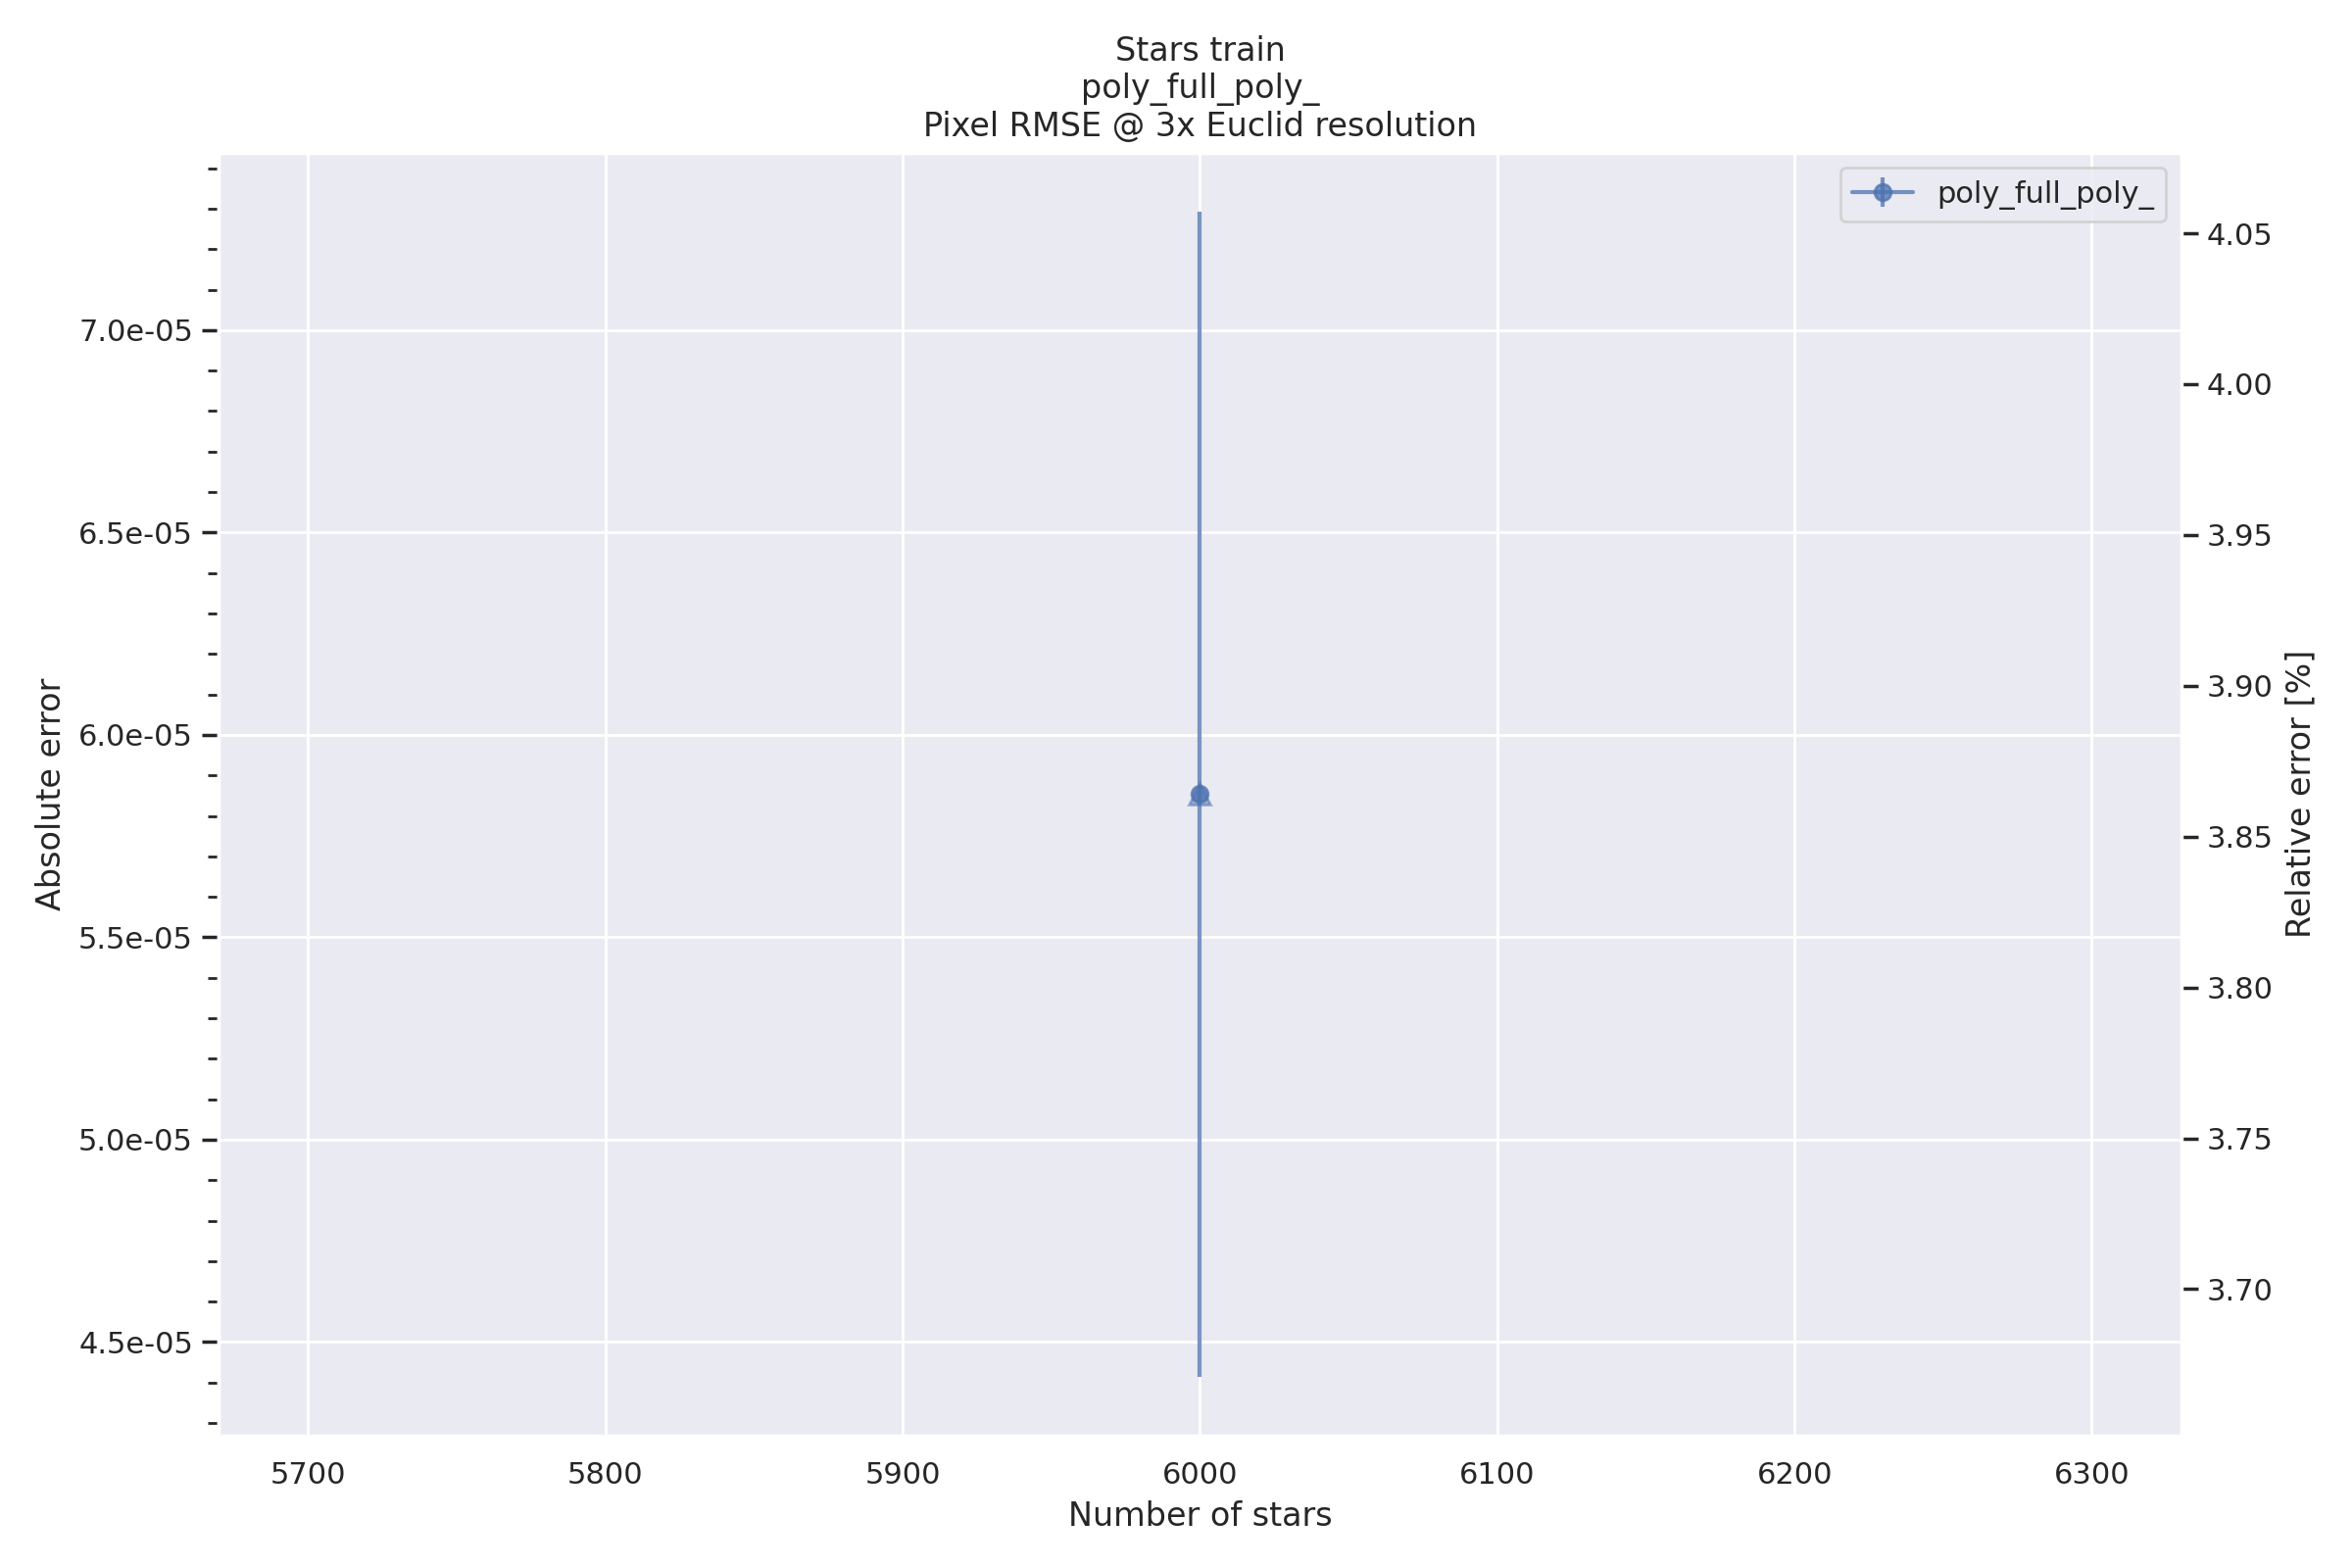 Stars train
poly_full_poly_
Pixel RMSE @ 3x Euclid resolution
poly_full_poly_
Absolute error
7.0e-05
6.5e-05
6.0e-05
5.5e-05
5.0e-05
4.5e-05
4.05
4.00
3.95
3.90
3.85
3.80
3.75
3.70
Relative error [%]
5700 5800 5900 6000 6100 6200 6300
Number of stars